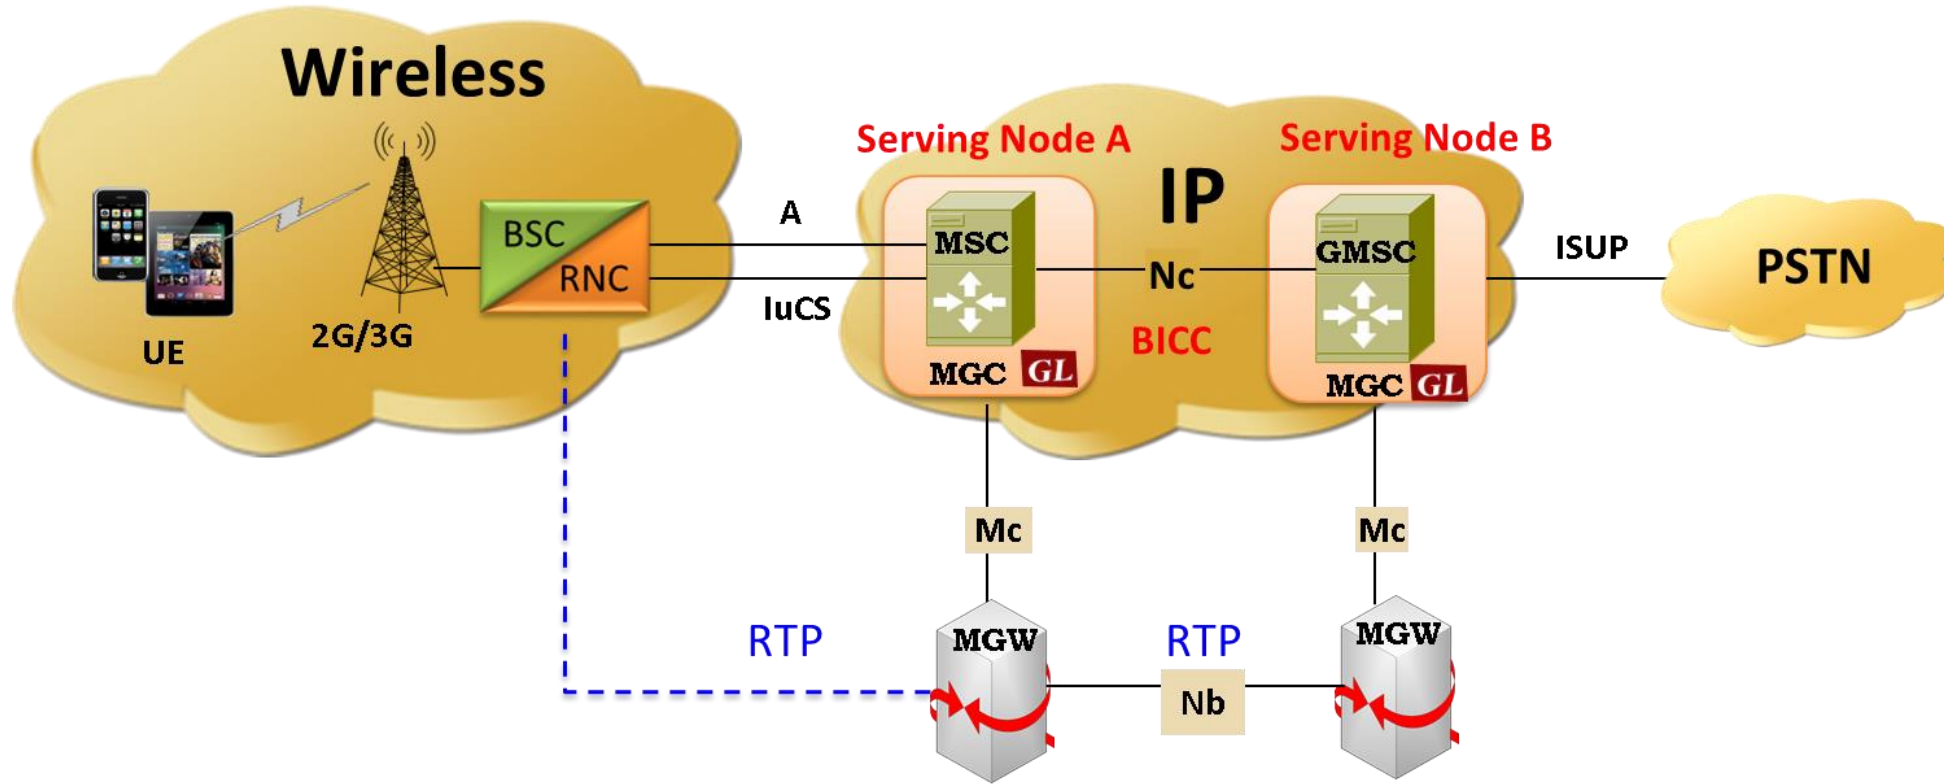 Wireless
Serving Node A
Serving Node B
IP
A
BSC
RNC
MSC
GMSC
ISUP
PSTN
Nc
IuCS
2G/3G
UE
BICC
MGC GL
MGC GL
Mc
Mc
RTP
MGW
RTP
MGW
Nb